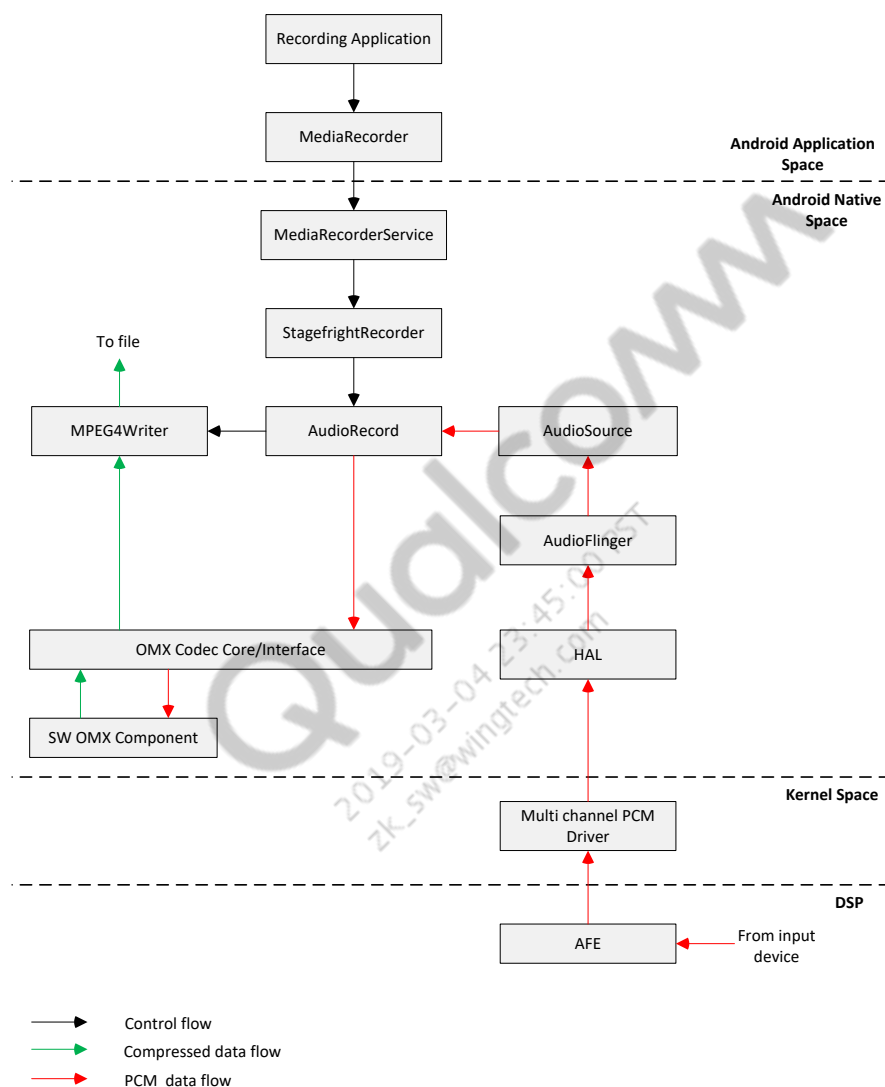 Recording Application
MediaRecorder
Android Application
Space
Android Native
Space
MediaRecorderService
StagefrightRecorder
To file
MPEG4Writer
AudioRecord
AudioSource
AudioFlinger
OMX Codec Core/Interface
HAL
SW OMX Component
Qualcomm
2019-03-04 23:45:00 PST
zk_sw@wingtech.com
Kernel Space
Multi channel PCM
Driver
DSP
AFE
From input
device
Control flow
Compressed data flow
PCM data flow